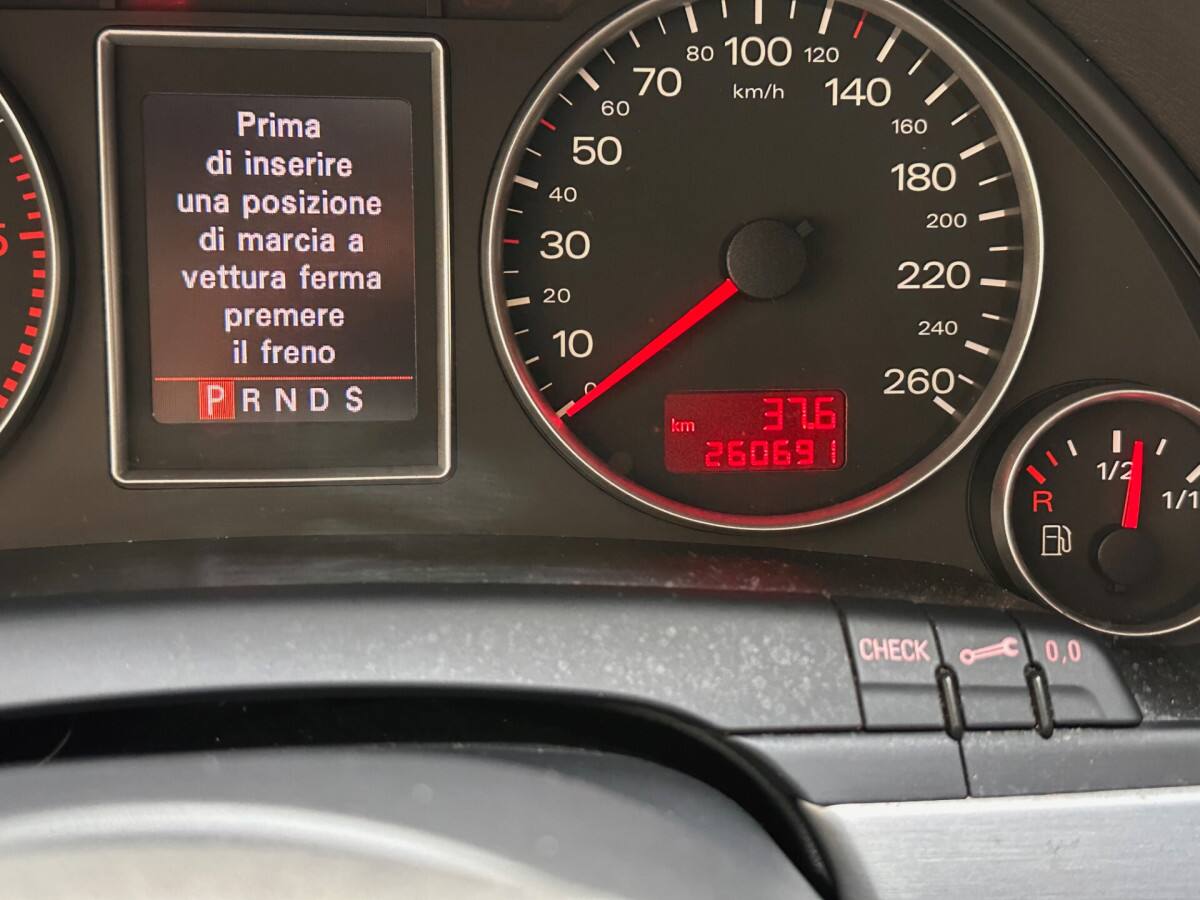 Prima
di inserire
una posizione
di marcia a
vettura ferma
premere
il freno
P R N D S
0
10
20
30
40
50
60
70
80
100
120
140
160
180
200
220
240
260
km/h
km 37.6
260691
R 1/2 1/1
CHECK 0,0